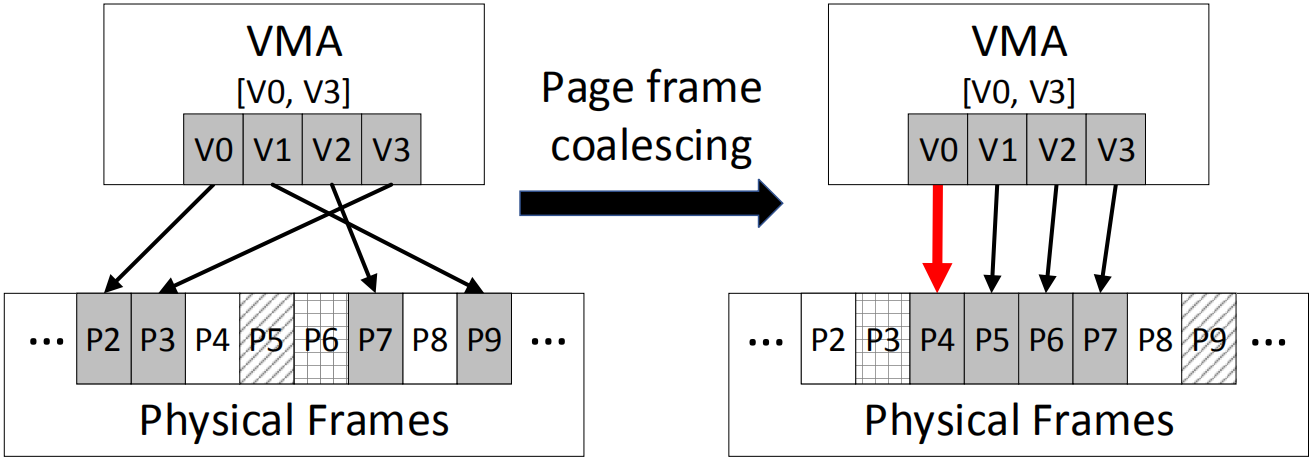 VMA
[V0, V3]
V0 V1 V2 V3
... P2 P3 P4 P5 P6 P7 P8 P9 ...
Physical Frames
Page frame
coalescing
VMA
[V0, V3]
V0 V1 V2 V3
... P2 P3 P4 P5 P6 P7 P8 P9 ...
Physical Frames